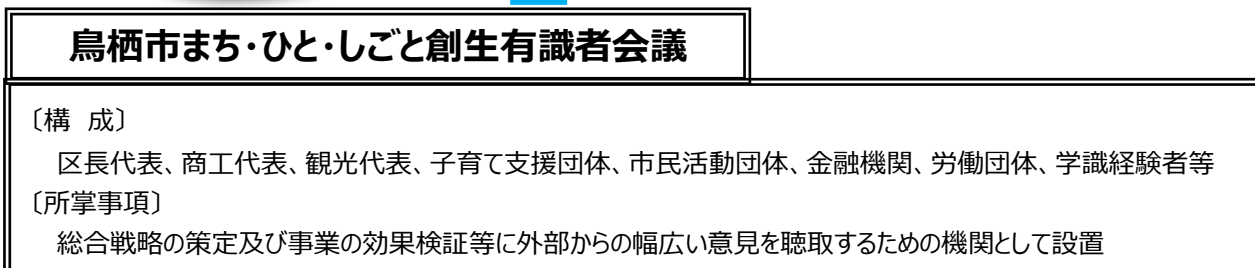 鳥栖市まち・ひと・しごと創生有識者会議
〔構 成〕
区長代表、商工代表、観光代表、子育て支援団体、市民活動団体、金融機関、労働団体、学識経験者等
〔所掌事項〕
総合戦略の策定及び事業の効果検証等に外部からの幅広い意見を聴取するための機関として設置